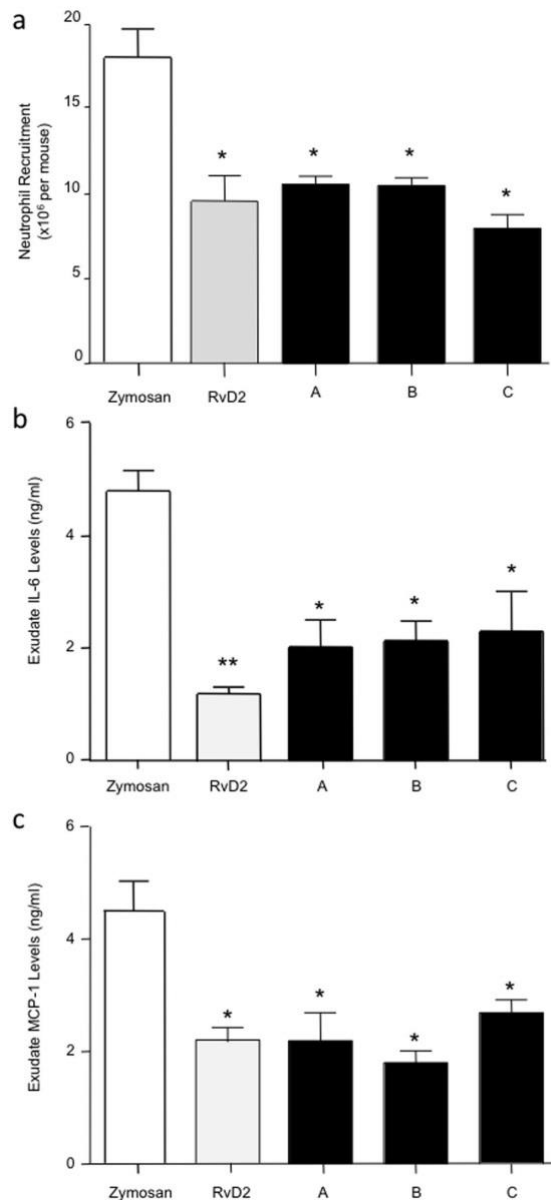 a
Neutrophil Recruitment
(x10⁶ per mouse)
20
15
10
5
0
*
*
*
*
Zymosan RvD2 A B C
b
Exudate IL-6 Levels (ng/ml)
6
4
2
0
**
*
*
*
Zymosan RvD2 A B C
c
Exudate MCP-1 Levels (ng/ml)
6
4
2
0
*
*
*
*
Zymosan RvD2 A B C